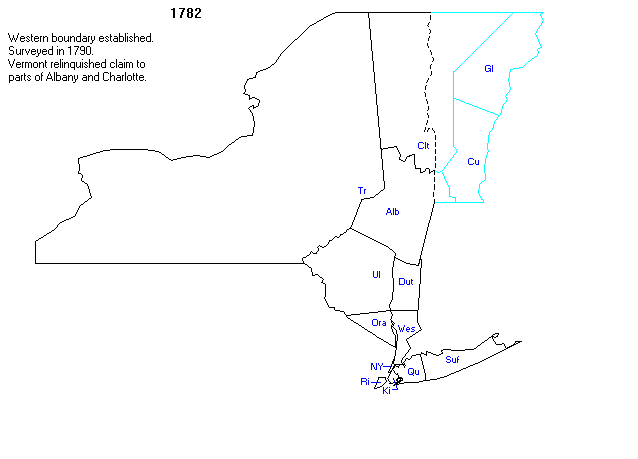 1782
Western boundary established.
Surveyed in 1790.
Vermont relinquished claim to
parts of Albany and Charlotte.
Gl
Clt
Cu
Tr
Alb
Ul
Dut
Ora
Wes
NY
Qu
Suf
Ri
Ki